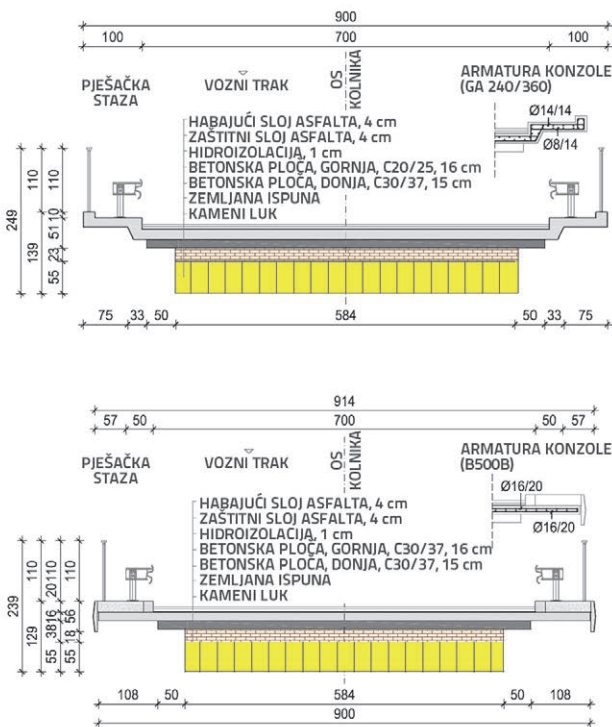 900
100 700 100
PJEŠAČKA STAZA
VOZNI TRAK
OS KOLNIKA
ARMATURA KONZOLE
(GA 240/360)
Ø14/14
Ø8/14
HABAJUĆI SLOJ ASFALTA, 4 cm
ZAŠTITNI SLOJ ASFALTA, 4 cm
HIDROIZOLACIJA, 1 cm
BETONSKA PLOČA, GORNJA, C20/25, 16 cm
BETONSKA PLOČA, DONJA, C30/37, 15 cm
ZEMLJANA ISPUNA
KAMENI LUK
249
110 139
110 10 51 23 55
75 33 50 584 50 33 75
914
57 50 700 50 57
PJEŠAČKA STAZA
VOZNI TRAK
OS KOLNIKA
ARMATURA KONZOLE
(B500B)
Ø16/20
Ø16/20
HABAJUĆI SLOJ ASFALTA, 4 cm
ZAŠTITNI SLOJ ASFALTA, 4 cm
HIDROIZOLACIJA, 1 cm
BETONSKA PLOČA, GORNJA, C30/37, 16 cm
BETONSKA PLOČA, DONJA, C30/37, 15 cm
ZEMLJANA ISPUNA
KAMENI LUK
239
110 129
110 20 16 38 55
110 56 18 55
108 50 584 50 108
900